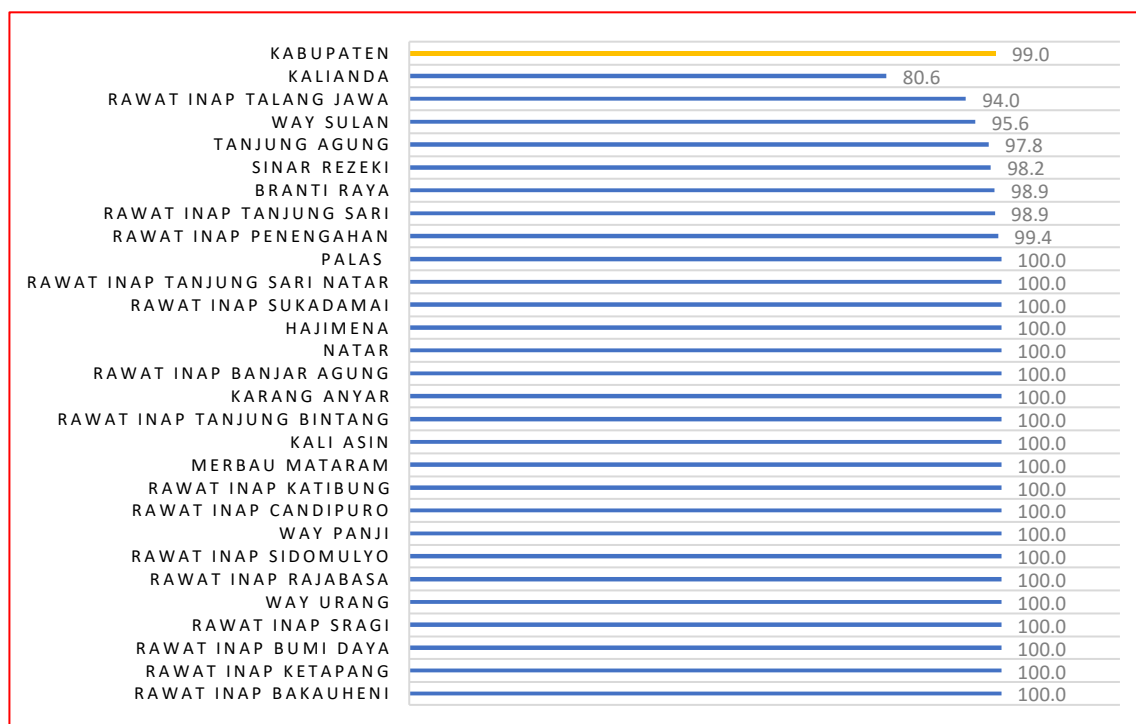 KABUPATEN 99.0
KALIANDA 80.6
RAWAT INAP TALANG JAWA 94.0
WAY SULAN 95.6
TANJUNG AGUNG 97.8
SINAR REZEKI 98.2
BRANTI RAYA 98.9
RAWAT INAP TANJUNG SARI 98.9
RAWAT INAP PENENGAHAN 99.4
PALAS 100.0
RAWAT INAP TANJUNG SARI NATAR 100.0
RAWAT INAP SUKADAMAI 100.0
HAJIMENA 100.0
NATAR 100.0
RAWAT INAP BANJAR AGUNG 100.0
KARANG ANYAR 100.0
RAWAT INAP TANJUNG BINTANG 100.0
KALI ASIN 100.0
MERBAU MATARAM 100.0
RAWAT INAP KATIBUNG 100.0
RAWAT INAP CANDIPURO 100.0
WAY PANJI 100.0
RAWAT INAP SIDOMULYO 100.0
RAWAT INAP RAJABASA 100.0
WAY URANG 100.0
RAWAT INAP SRAGI 100.0
RAWAT INAP BUMI DAYA 100.0
RAWAT INAP KETAPANG 100.0
RAWAT INAP BAKAUHENI 100.0